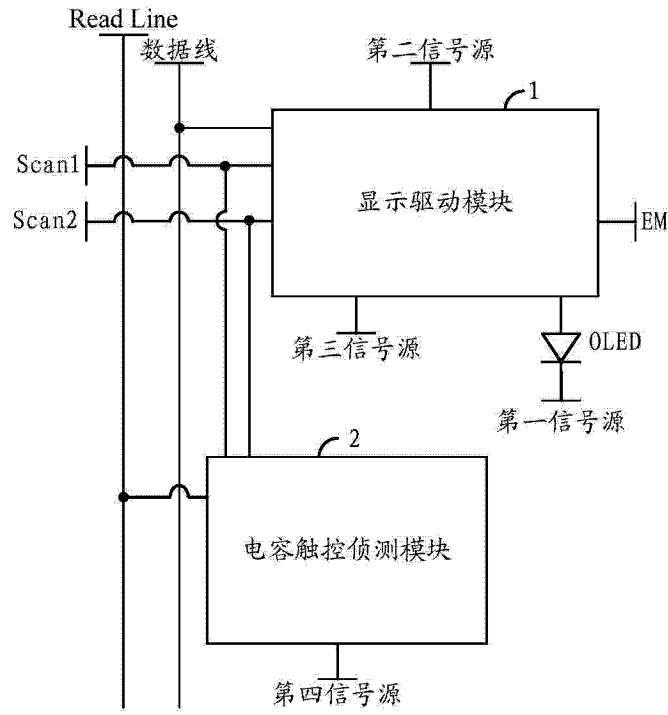 Read Line
数据线
第二信号源
1
Scan1
显示驱动模块
Scan2
EM
第三信号源
OLED
第一信号源
2
电容触控侦测模块
第四信号源